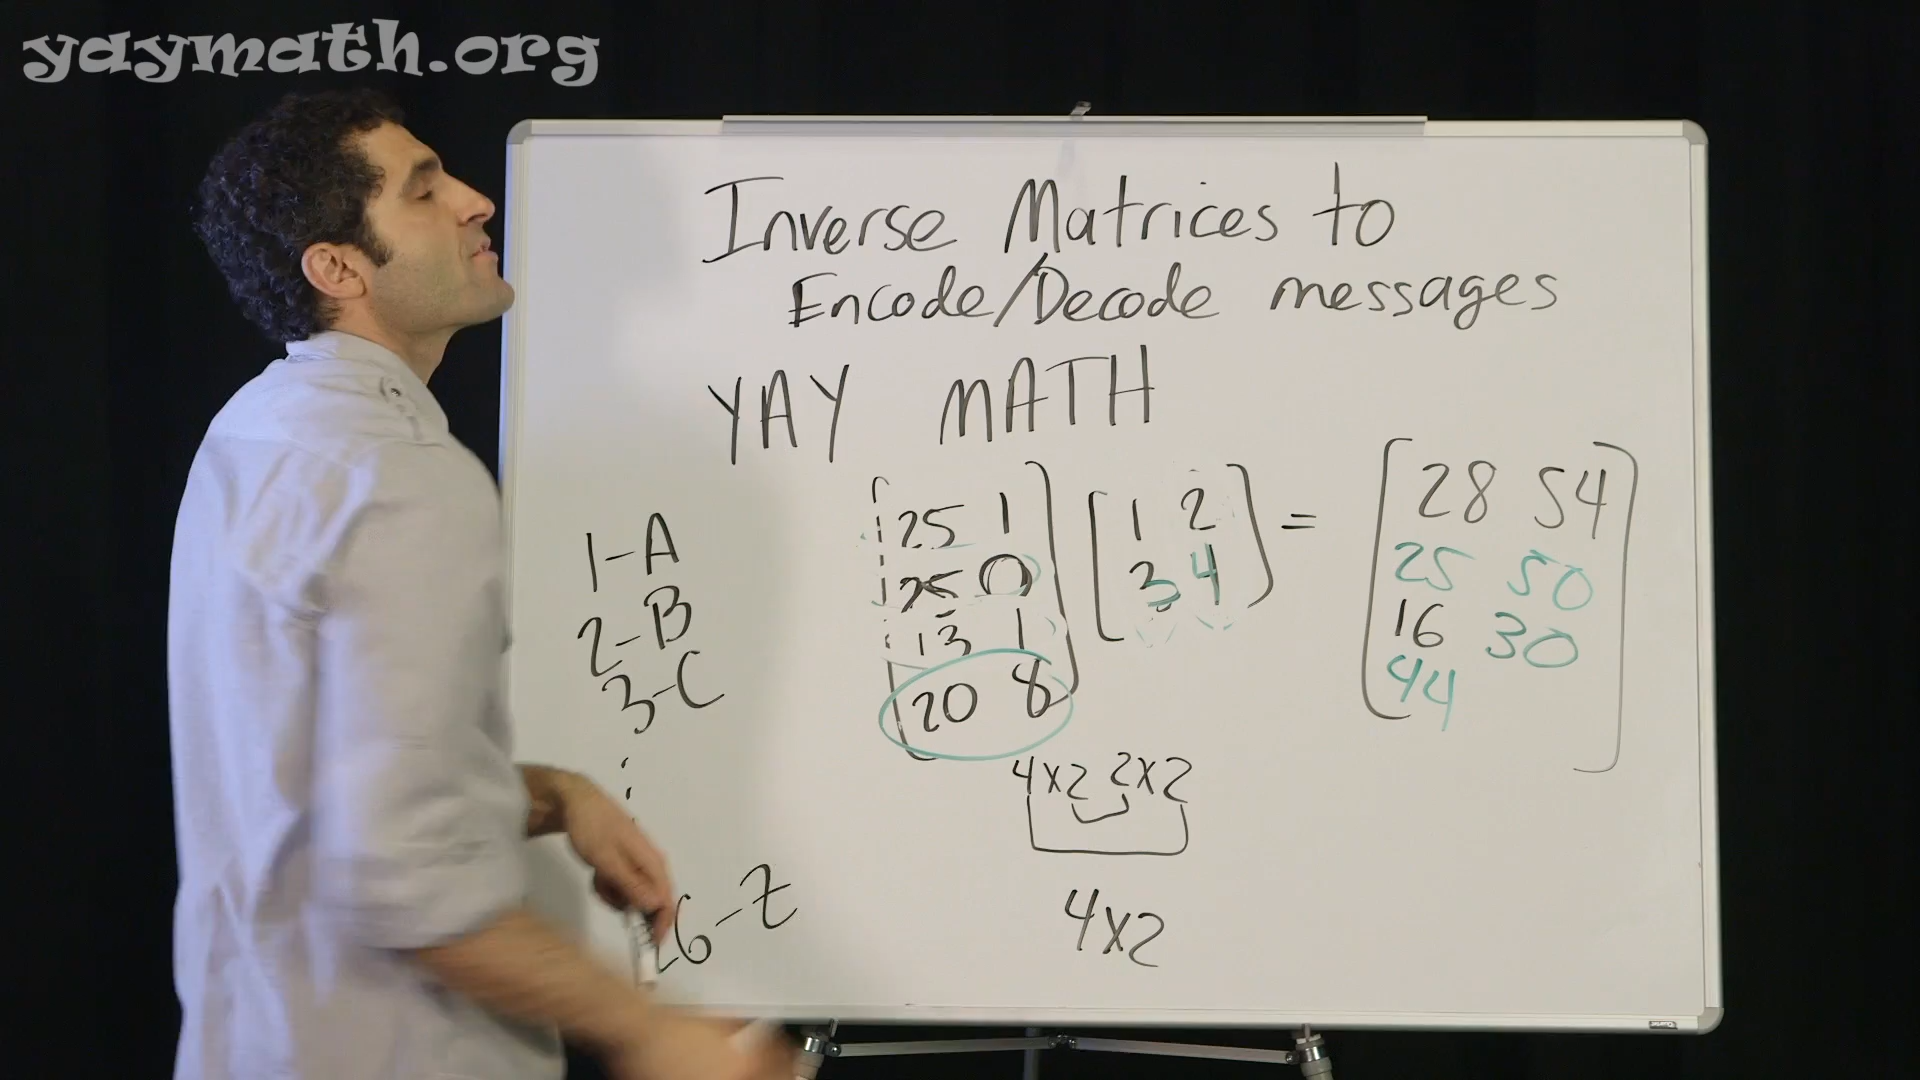 yaymath.org
Inverse Matrices to
Encode/Decode messages
YAY MATH
1-A
2-B
3-C
26-Z
25 1
25 0
13 1
20 8
1 2
3 4
=
28 54
25 50
16 30
44
4x2 2x2
4x2